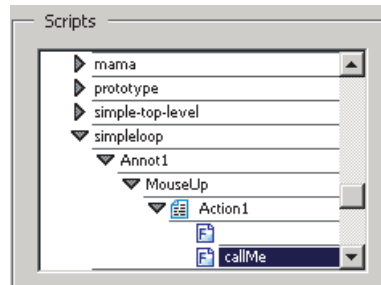 Scripts
mama
prototype
simple-top-level
simpleloop
Annot1
MouseUp
Action1
F
F callMe